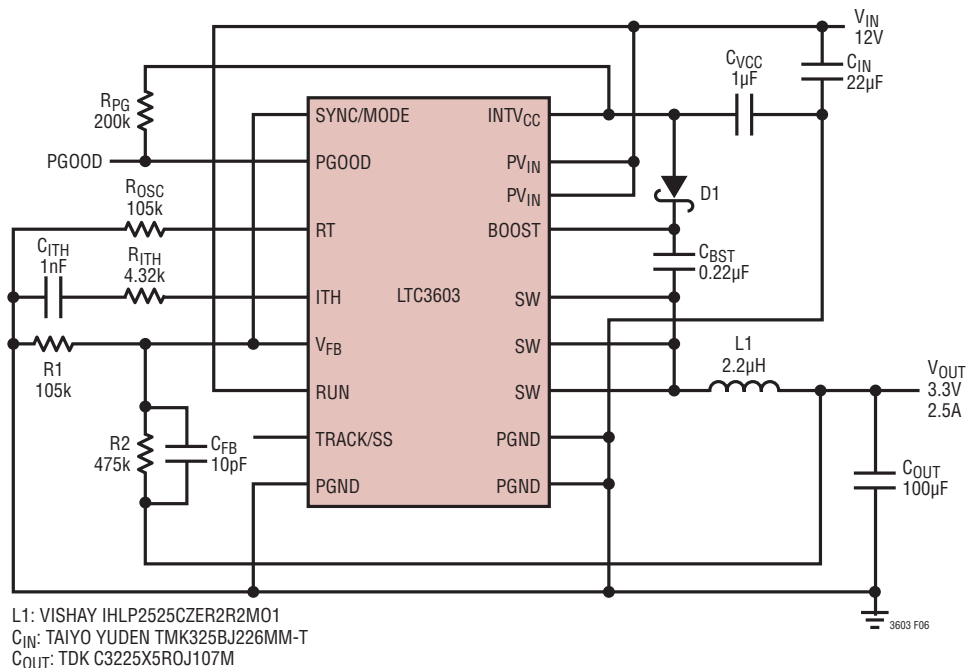 VIN
12V
CVCC
1µF
CIN
22µF
RPG
200k
SYNC/MODE
INTVCC
PGOOD
PGOOD
PVIN
PVIN
ROSC
105k
D1
RT
BOOST
CITH
1nF
RITH
4.32k
CBST
0.22µF
ITH
LTC3603
SW
VFB
SW
R1
105k
L1
2.2µH
RUN
SW
VOUT
3.3V
2.5A
R2
475k
CFB
10pF
TRACK/SS
PGND
PGND
PGND
COUT
100µF
L1: VISHAY IHLP2525CZER2R2MO1
CIN: TAIYO YUDEN TMK325BJ226MM-T
COUT: TDK C3225X5ROJ107M
3603 F06